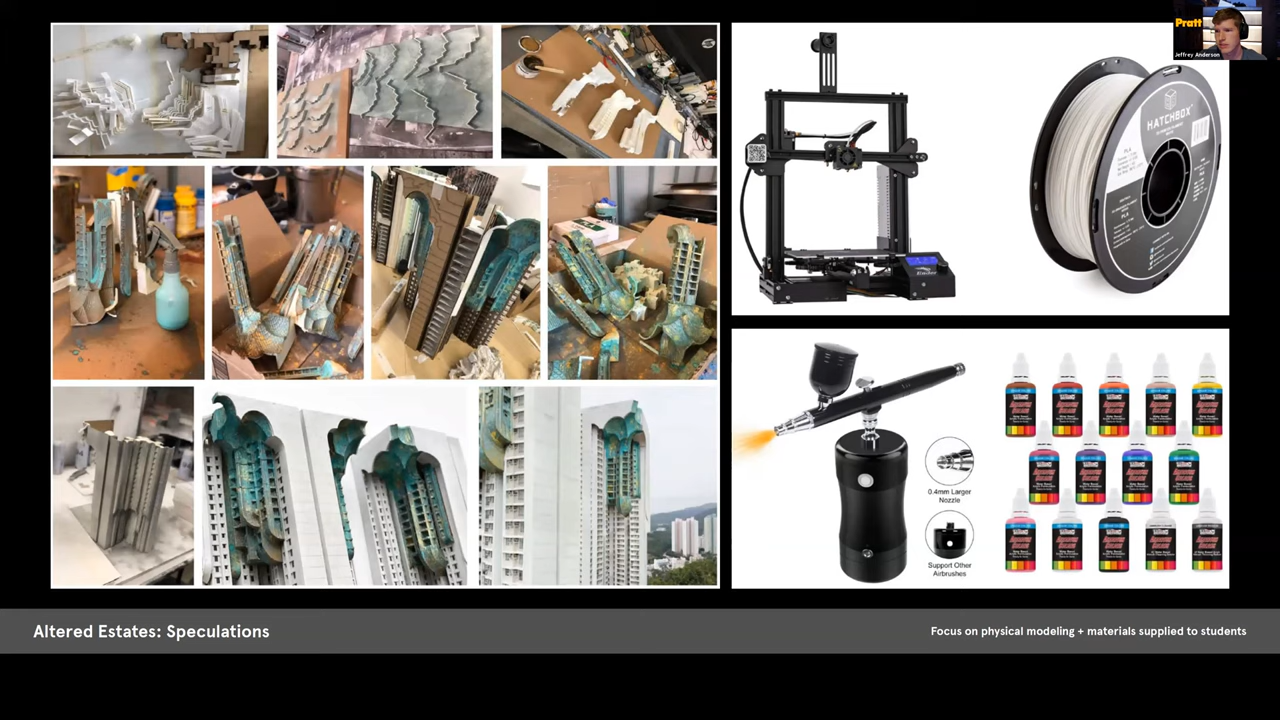 Pratt
Jeffrey Anderson
HATCHBOX
PLA
0.4mm Larger
Nozzle
Support Other
Airbrushes
Altered Estates: Speculations
Focus on physical modeling + materials supplied to students